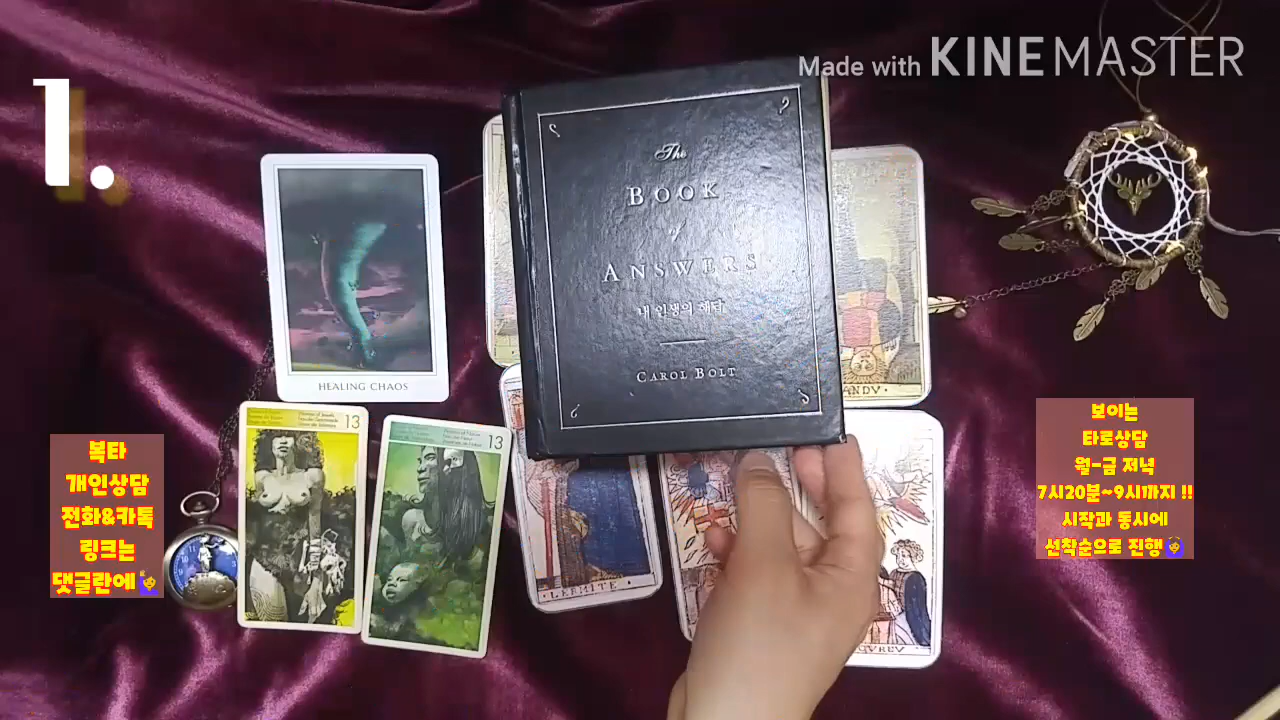 Made with KINEMASTER
1.
The
BOOK
of
ANSWERS
내 인생의 해답
CAROL BOLT
HEALING CHAOS
13
13
LERMITE
복타
개인상담
전화&카톡
링크는
댓글란에🙋
보이는
타로상담
월-금 저녁
7시20분~9시까지 !!
시작과 동시에
선착순으로 진행🙆